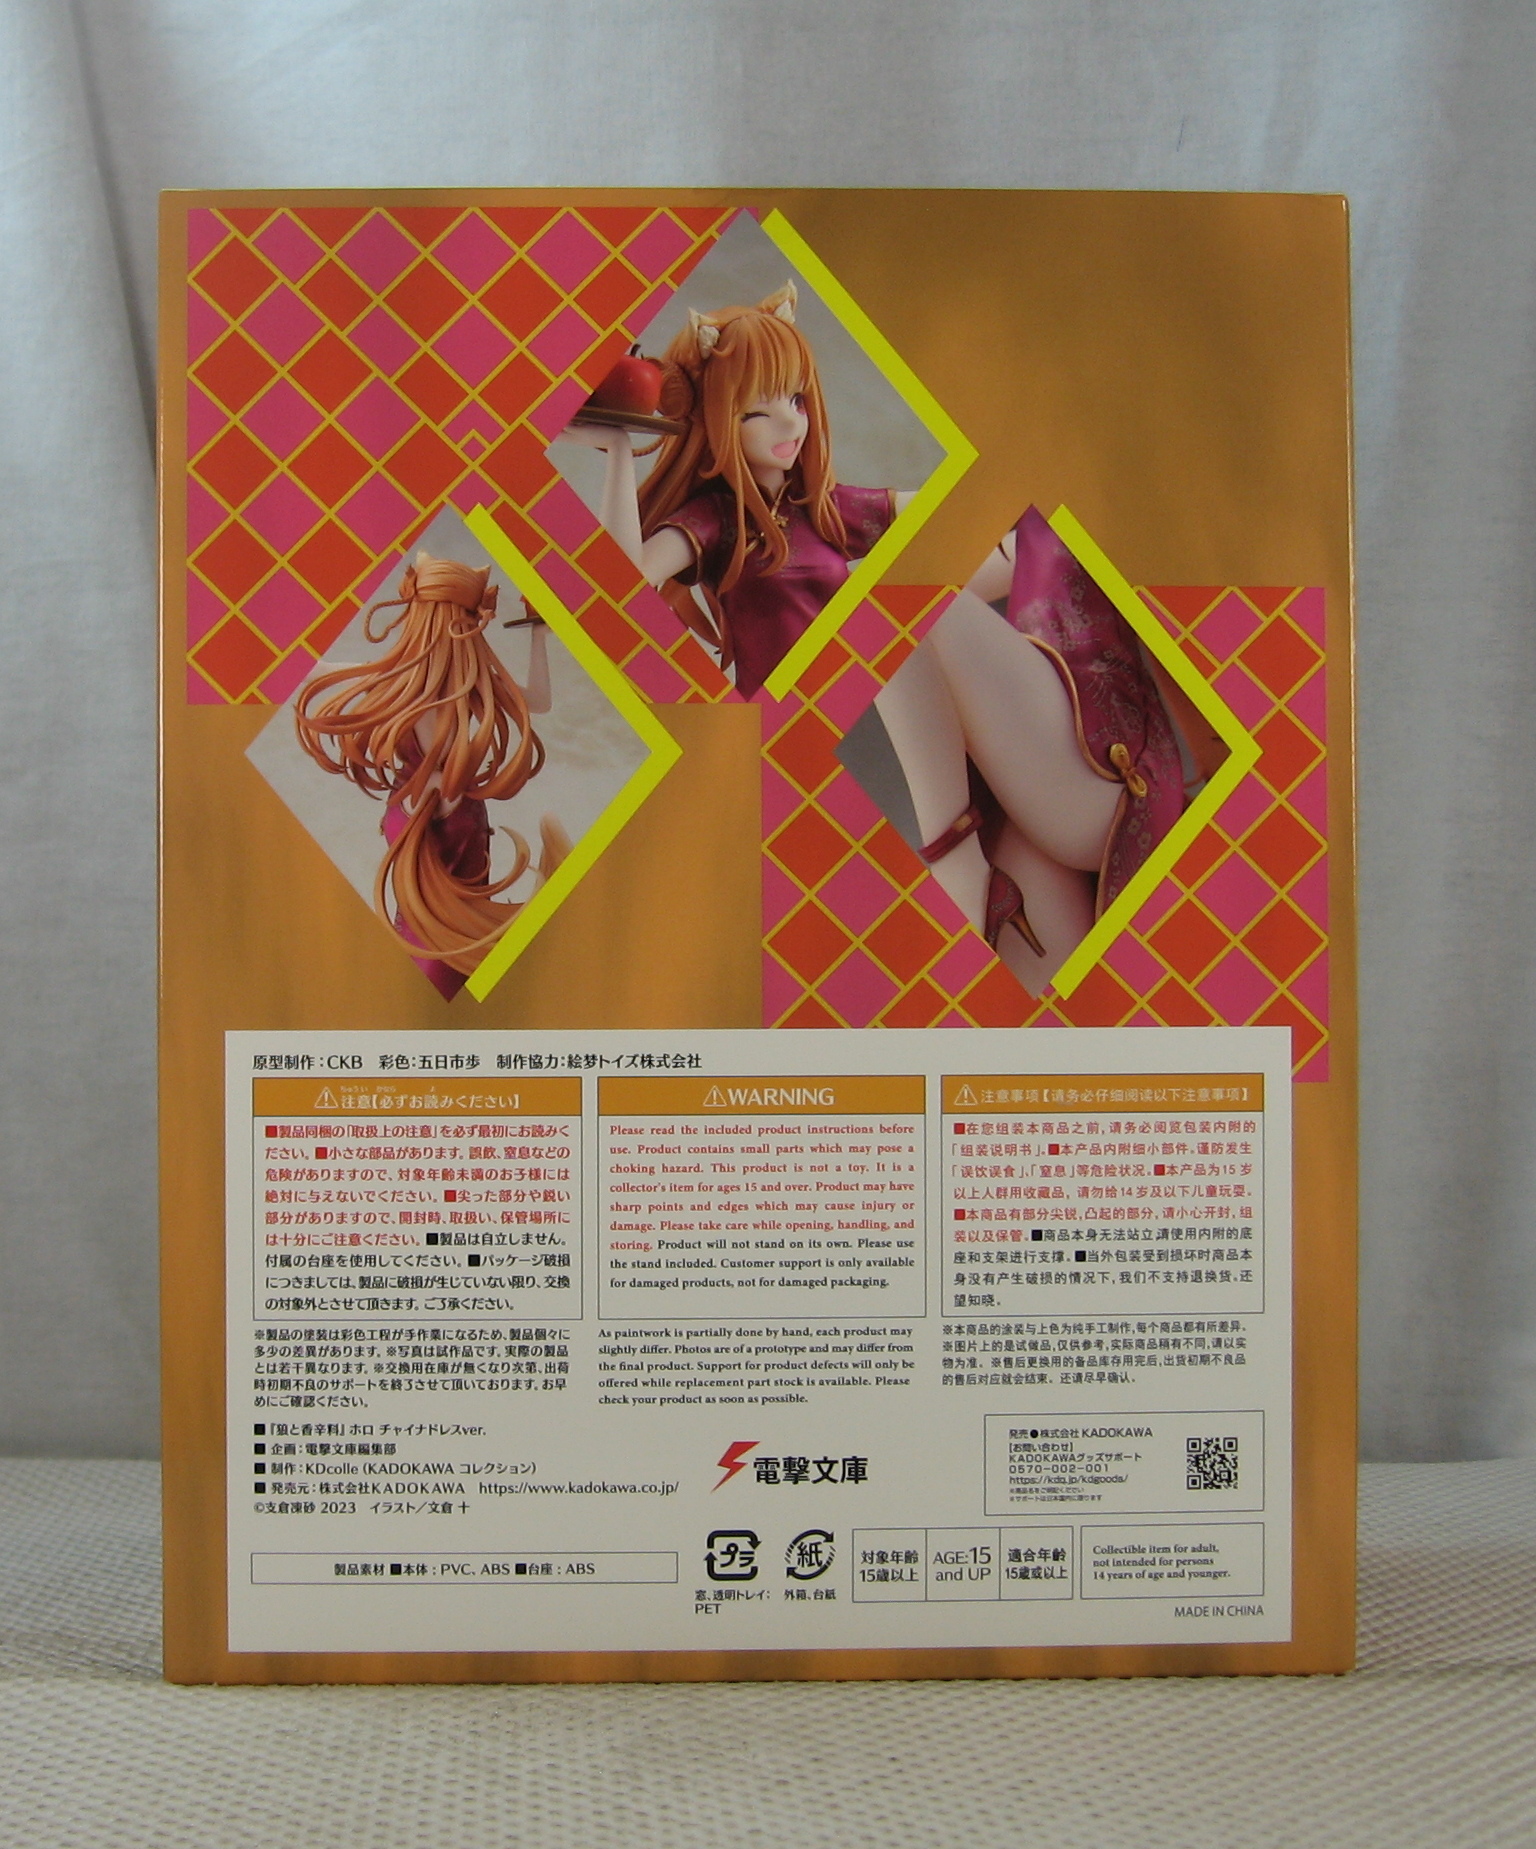 原型制作：CKB　彩色：五日市歩　制作協力：絵梦トイズ株式会社
ちゅうい　かなら　よ
⚠注意【必ずお読みください】
■製品同梱の「取扱上の注意」を必ず最初にお読みく
ださい。■小さな部品があります。誤飲、窒息などの
危険がありますので、対象年齢未満のお子様には
絶対に与えないでください。■尖った部分や鋭い
部分がありますので、開封時、取扱い、保管場所に
は十分にご注意ください。■製品は自立しません。
付属の台座を使用してください。■パッケージ破損
につきましては、製品に破損が生じていない限り、交換
の対象外とさせて頂きます。ご了承ください。
※製品の塗装は彩色工程が手作業になるため、製品個々に
多少の差異があります。※写真は試作品です。実際の製品
とは若干異なります。※交換用在庫が無くなり次第、出荷
時初期不良のサポートを終了させて頂いております。お早
めにご確認ください。
⚠WARNING
Please read the included product instructions before
use. Product contains small parts which may pose a
choking hazard. This product is not a toy. It is a
collector's item for ages 15 and over. Product may have
sharp points and edges which may cause injury or
damage. Please take care while opening, handling, and
storing. Product will not stand on its own. Please use
the stand included. Customer support is only available
for damaged products, not for damaged packaging.
As paintwork is partially done by hand, each product may
slightly differ. Photos are of a prototype and may differ from
the final product. Support for product defects will only be
offered while replacement part stock is available. Please
check your product as soon as possible.
⚠注意事项【请务必仔细阅读以下注意事项】
■在您组装本商品之前,请务必阅览包装内附的
「组装说明书」。■本产品内附细小部件。谨防发生
「误饮误食」、「窒息」等危险状况。■本产品为15岁
以上人群用收藏品，请勿给14岁及以下儿童玩耍。
■本商品有部分尖锐,凸起的部分,请小心开封,组
装以及保管。■商品本身无法站立,请使用内附的底
座和支架进行支撑。■当外包装受到损坏时商品本
身没有产生破损的情况下,我们不支持退换货。还
望知晓。
※本商品的涂装与上色为纯手工制作,每个商品都有所差异。
※图片上的是试做品,仅供参考,实际商品稍有不同,请以实
物为准。※售后更换用的备品库存用完后,出货初期不良品
的售后对应就会结束。还请尽早确认。
■『狼と香辛料』ホロ チャイナドレスver.
■ 企画：電撃文庫編集部
■ 制作：KDcolle（KADOKAWA コレクション）
■ 発売元：株式会社KADOKAWA　https://www.kadokawa.co.jp/
©支倉凍砂 2023　イラスト／文倉 十
電撃文庫
発売●株式会社 KADOKAWA
【お問い合わせ】
KADOKAWAグッズサポート
0570-002-001
https://kdq.jp/kdgoods/
※商品名をご明記ください
※サポートは日本国内に限ります
製品素材 ■本体：PVC、ABS ■台座：ABS
プラ
窓、透明トレイ：
PET
紙
外箱、台紙
対象年齢
15歳以上
AGE:15
and UP
適合年齢
15歳或以上
Collectible item for adult,
not intended for persons
14 years of age and younger.
MADE IN CHINA